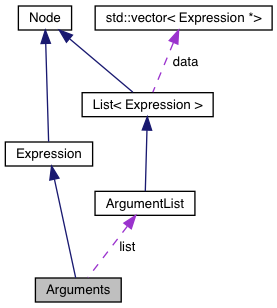 Node
std::vector< Expression *>
data
List< Expression >
Expression
ArgumentList
list
Arguments